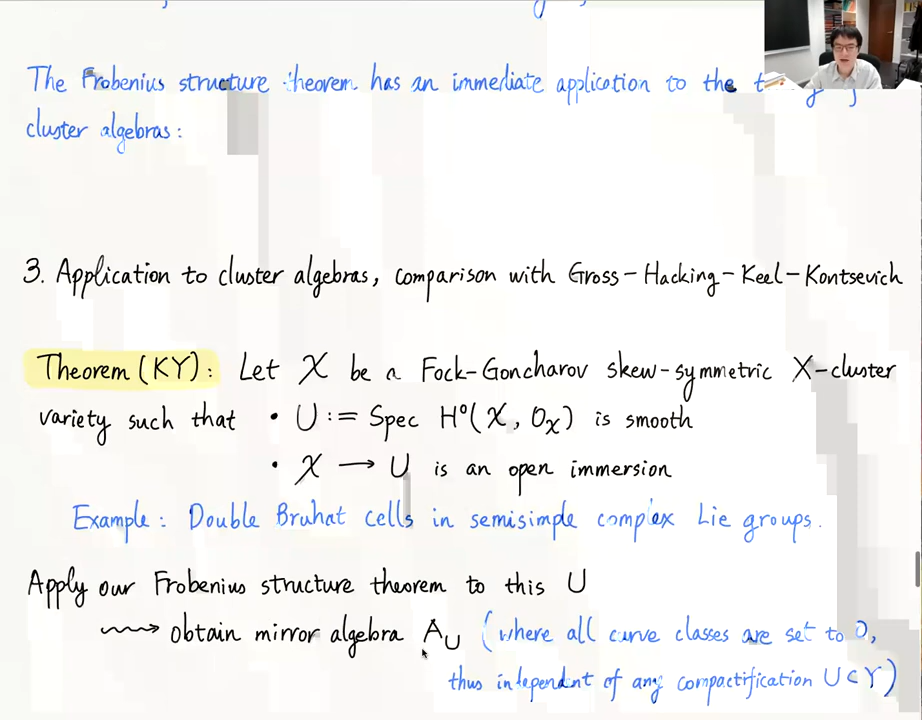 The Frobenius structure theorem has an immediate application to the
cluster algebras:
3. Application to cluster algebras, comparison with Gross-Hacking-Keel-Kontsevich
Theorem (KY): Let X be a Fock-Goncharov skew-symmetric X-cluster
variety such that • U := Spec H⁰(X, O_X) is smooth
• X → U is an open immersion
Example: Double Bruhat cells in semisimple complex Lie groups.
Apply our Frobenius structure theorem to this U
⇝ obtain mirror algebra A_U (where all curve classes are set to 0,
thus independent of any compactification U ⊂ Y)